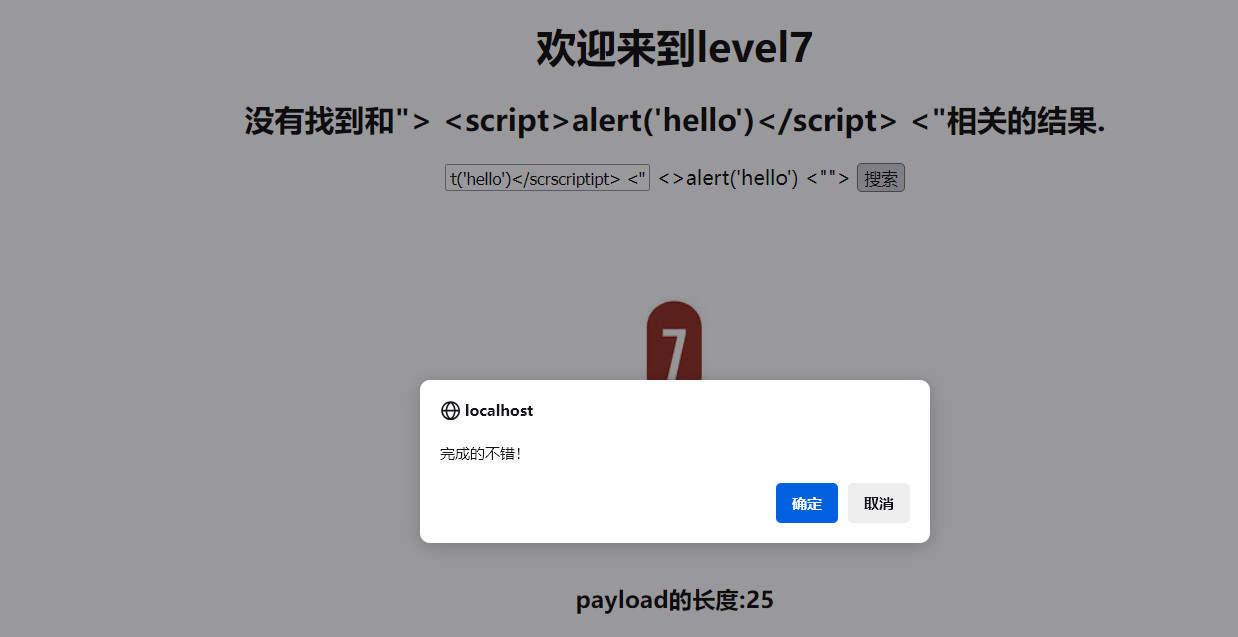 欢迎来到level7
没有找到和"> <script>alert('hello')</script> <"相关的结果.
t('hello')</scrscriptipt> <" <>alert('hello') <""> 搜索
7
localhost
完成的不错！
确定 取消
payload的长度:25